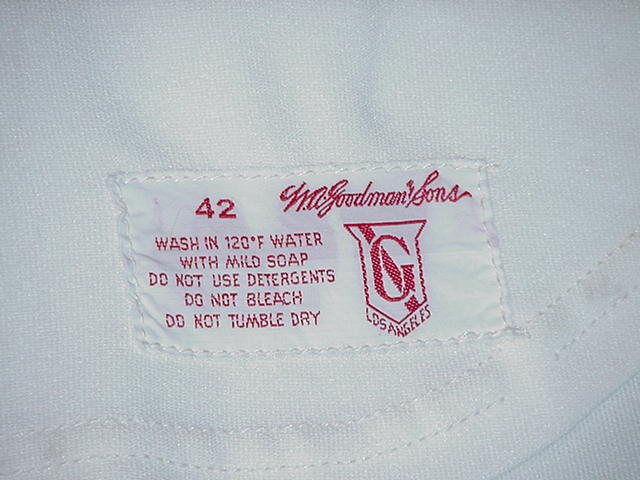 42
Wm. Goodman & Sons
WASH IN 120°F WATER
WITH MILD SOAP
DO NOT USE DETERGENTS
DO NOT BLEACH
DO NOT TUMBLE DRY
G
LOS ANGELES